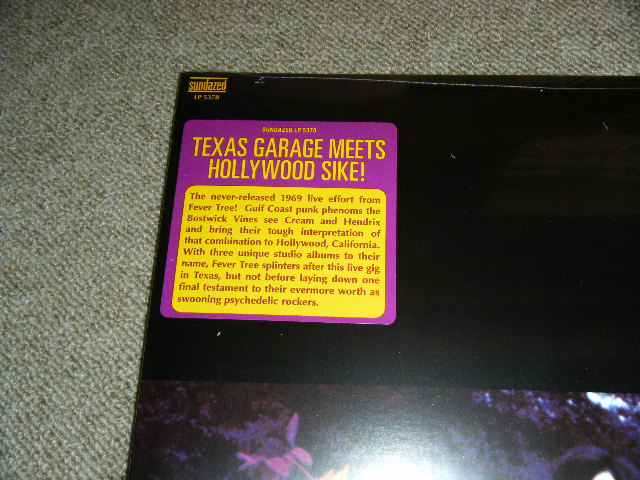 sundazed
LP 5378
SUNDAZED LP 5378
TEXAS GARAGE MEETS
HOLLYWOOD SIKE!
The never-released 1969 live effort from
Fever Tree! Gulf Coast punk phenoms the
Bostwick Vines see Cream and Hendrix
and bring their tough interpretation of
that combination to Hollywood, California.
With three unique studio albums to their
name, Fever Tree splinters after this live gig
in Texas, but not before laying down one
final testament to their evermore worth as
swooning psychedelic rockers.